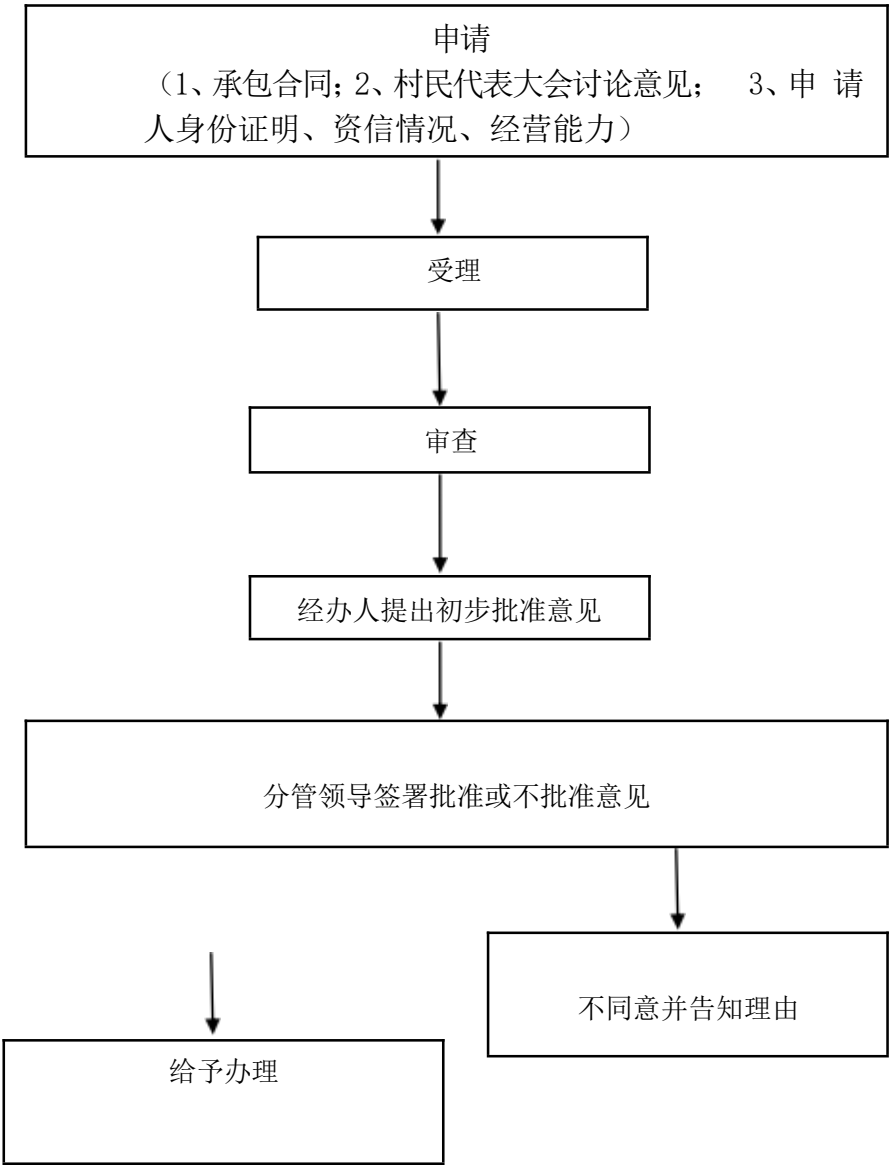 申请
（1、承包合同；2、村民代表大会讨论意见； 3、申 请
人身份证明、资信情况、经营能力）
受理
审查
经办人提出初步批准意见
分管领导签署批准或不批准意见
不同意并告知理由
给予办理